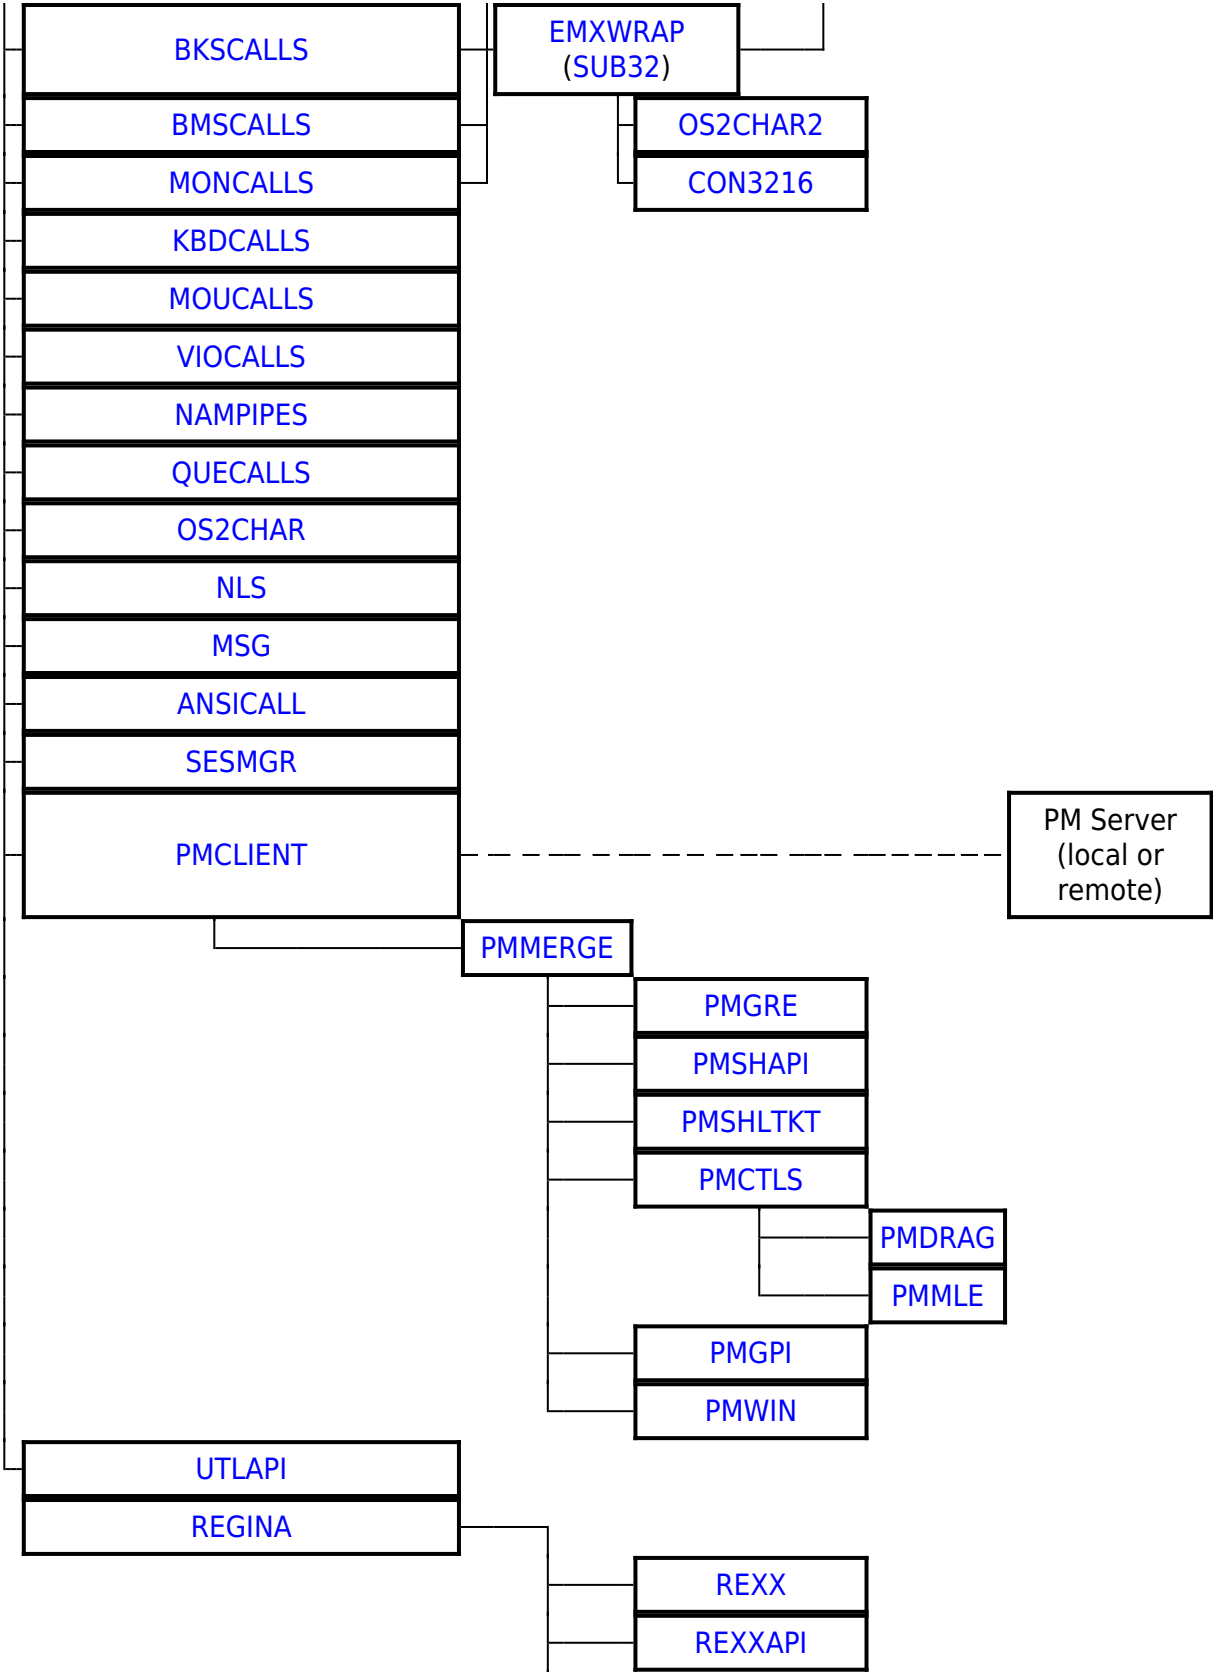 BKSCALLS
EMXWRAP
(SUB32)
BMSCALLS
OS2CHAR2
MONCALLS
CON3216
KBDCALLS
MOUCALLS
VIOCALLS
NAMPIPES
QUECALLS
OS2CHAR
NLS
MSG
ANSICALL
SESMGR
PMCLIENT
PM Server
(local or
remote)
PMMERGE
PMGRE
PMSHAPI
PMSHLTKT
PMCTLS
PMDRAG
PMMLE
PMGPI
PMWIN
UTLAPI
REGINA
REXX
REXXAPI